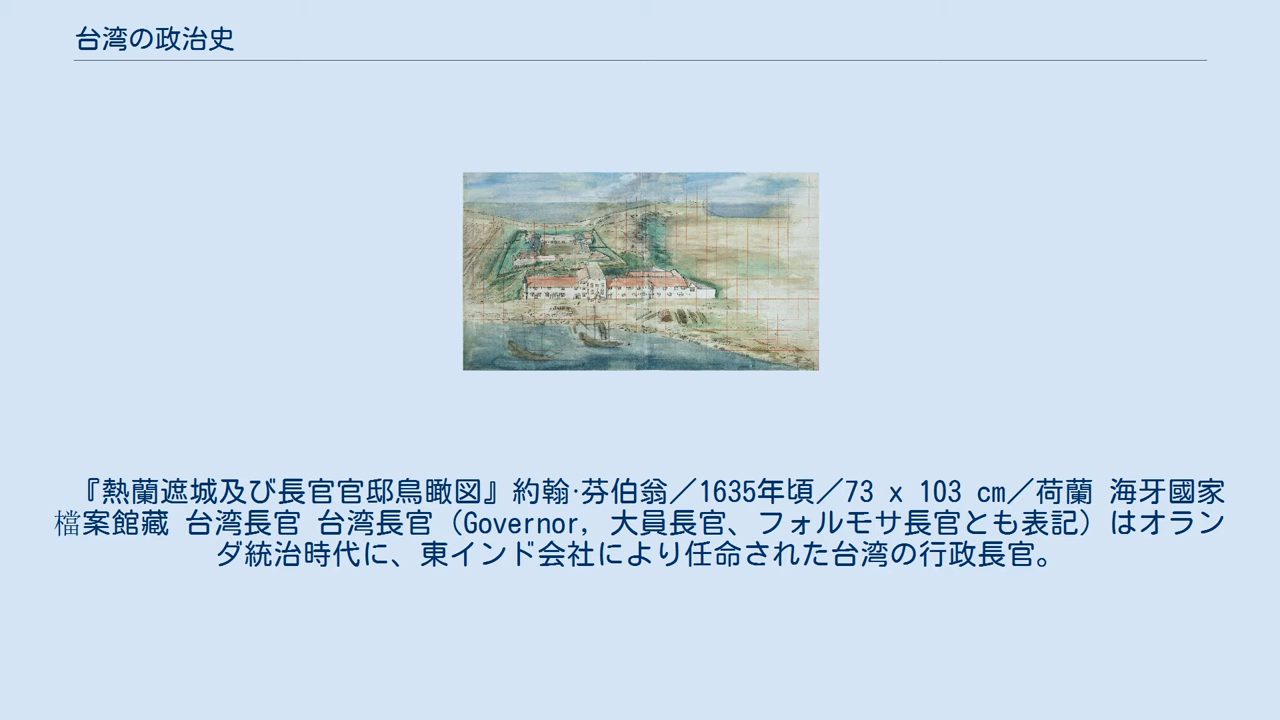 台湾の政治史
『熱蘭遮城及び長官官邸鳥瞰図』約翰·芬伯翁／1635年頃／73 x 103 cm／荷蘭 海牙國家
檔案館藏 台湾長官 台湾長官（Governor, 大員長官、フォルモサ長官とも表記）はオラン
ダ統治時代に、東インド会社により任命された台湾の行政長官。